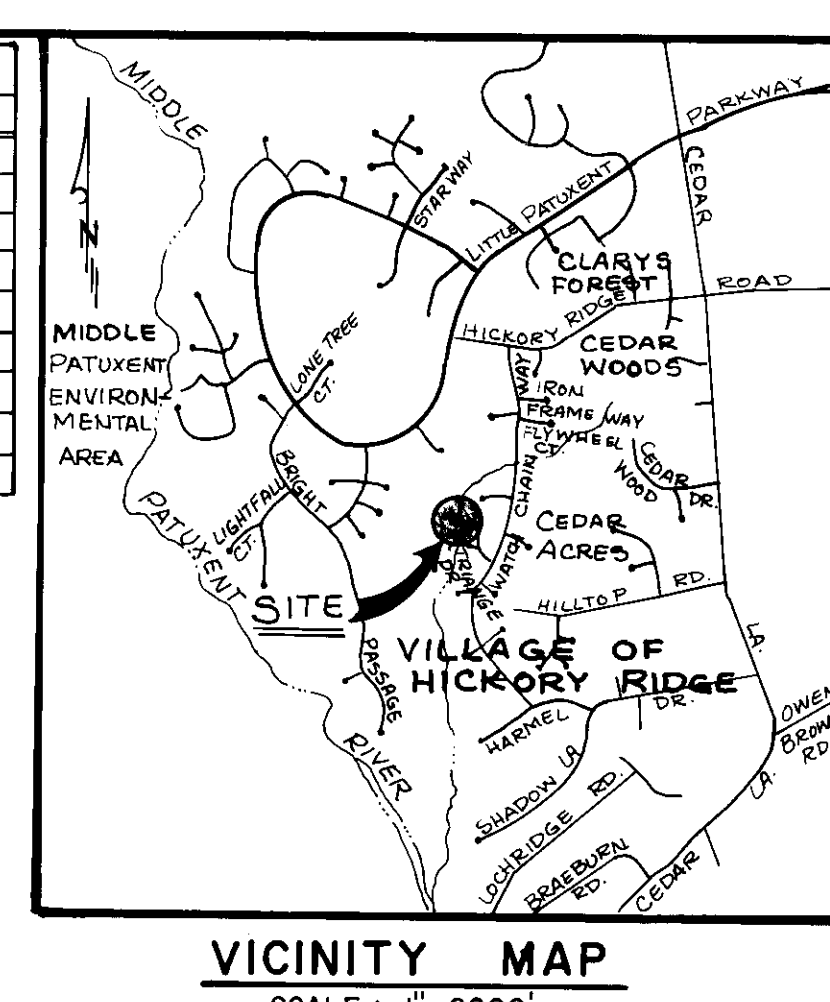 MIDDLE
PARKWAY
CEDAR
STARWAY
LITTLE PATUXENT
N
CLARYS
FOREST
ROAD
HICKORY RIDGE
MIDDLE
PATUXENT
ENVIRON-
MENTAL
AREA
LONE TREE
CT.
CEDAR
WOODS
WAY
IRON
FRAME WAY
FLYWHEEL
CT.
CEDAR
WOOD
DR.
BRIGHT
LIGHTFALL
CT.
CHAIN
WATCH
PATUXENT
CEDAR
ACRES
TRIANGE
DR.
SITE
HILLTOP RD.
LA.
VILLAGE OF
HICKORY RIDGE
PASSAGE
DR.
HARMEL
OWEN
BROW
RD.
RIVER
SHADOW LA
LA.
LOCHRIDGE RD.
BRAEBURN
RD.
CEDAR
VICINITY MAP